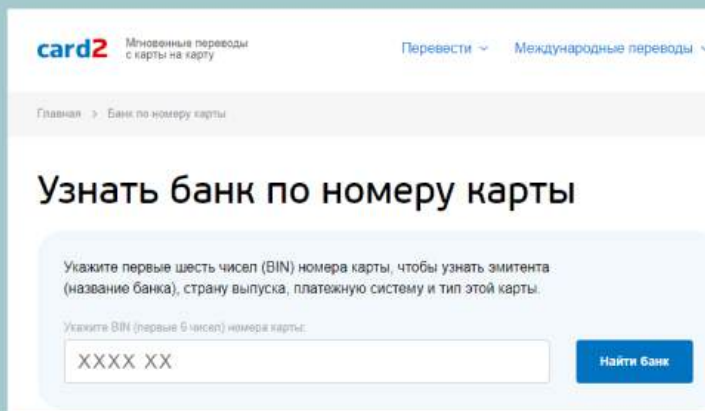 card2
Мгновенные переводы
с карты на карту
Перевести
Международные переводы
Главная > Банк по номеру карты
Узнать банк по номеру карты
Укажите первые шесть чисел (BIN) номера карты, чтобы узнать эмитента
(название банка), страну выпуска, платежную систему и тип этой карты.
Укажите BIN (первые 6 чисел) номера карты:
XXXX XX
Найти банк